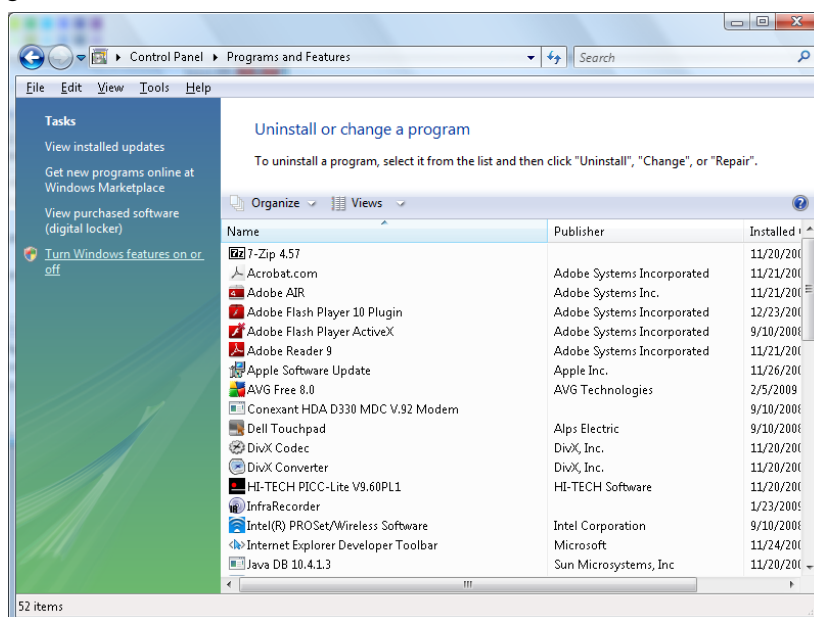 Control Panel ▸ Programs and Features
Search
File Edit View Tools Help
Tasks
View installed updates
Get new programs online at
Windows Marketplace
View purchased software
(digital locker)
Turn Windows features on or
off
Uninstall or change a program
To uninstall a program, select it from the list and then click "Uninstall", "Change", or "Repair".
Organize Views
Name Publisher Installed
7-Zip 4.57 11/20/200
Acrobat.com Adobe Systems Incorporated 11/21/200
Adobe AIR Adobe Systems Inc. 11/21/200
Adobe Flash Player 10 Plugin Adobe Systems Incorporated 12/23/200
Adobe Flash Player ActiveX Adobe Systems Incorporated 9/10/2008
Adobe Reader 9 Adobe Systems Incorporated 11/21/200
Apple Software Update Apple Inc. 11/26/200
AVG Free 8.0 AVG Technologies 2/5/2009
Conexant HDA D330 MDC V.92 Modem 9/10/2008
Dell Touchpad Alps Electric 9/10/2008
DivX Codec DivX, Inc. 11/20/200
DivX Converter DivX, Inc. 11/20/200
HI-TECH PICC-Lite V9.60PL1 HI-TECH Software 11/20/200
InfraRecorder 1/23/2009
Intel(R) PROSet/Wireless Software Intel Corporation 9/10/2008
Internet Explorer Developer Toolbar Microsoft 11/24/200
Java DB 10.4.1.3 Sun Microsystems, Inc 11/20/200
52 items